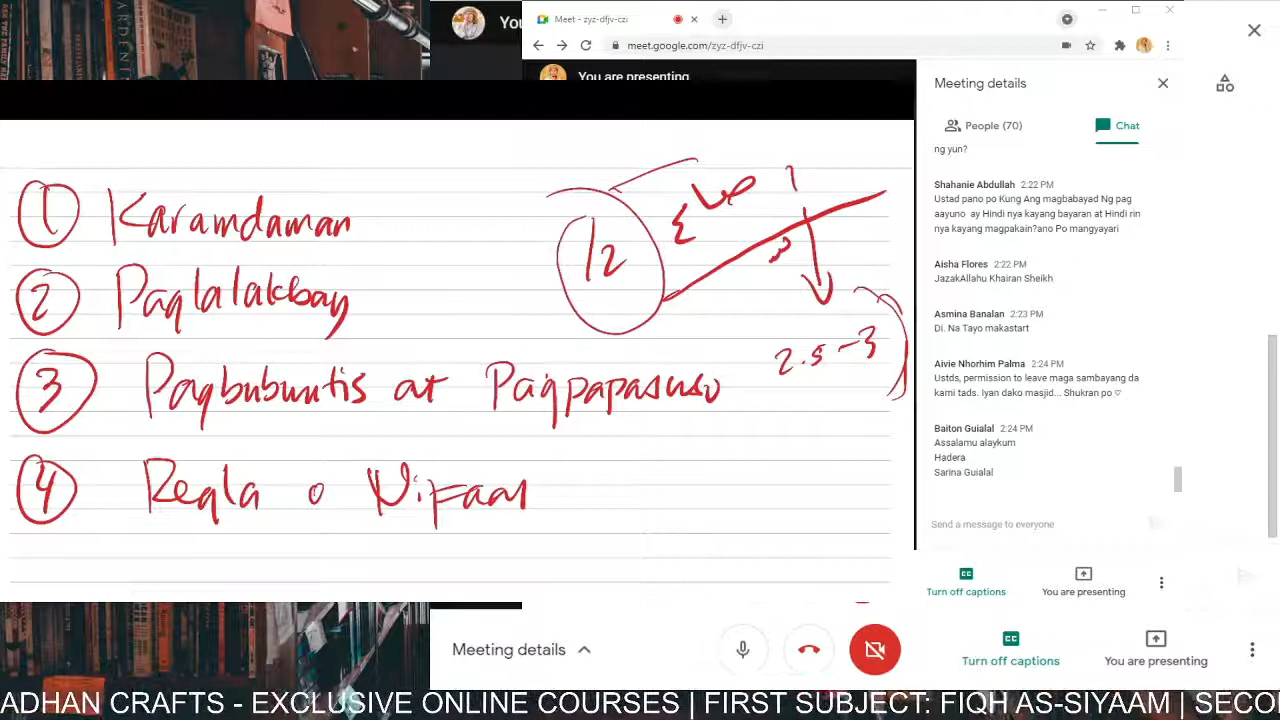 You
Meet - zyz-dfjv-czi
meet.google.com/zyz-dfjv-czi
You are presenting
Meeting details
People (70)
Chat
ng yun?
Shahanie Abdullah 2:22 PM
Ustad pano po Kung Ang magbabayad Ng pag
aayuno ay Hindi nya kayang bayaran at Hindi rin
nya kayang magpakain?ano Po mangyayari
Aisha Flores 2:22 PM
JazakAllahu Khairan Sheikh
Asmina Banalan 2:23 PM
Di. Na Tayo makastart
Aivie Nhorhim Palma 2:24 PM
Ustds, permission to leave maga sambayang da
kami tads. Iyan dako masjid... Shukran po ♡
Baiton Guialal 2:24 PM
Assalamu alaykum
Hadera
Sarina Guialal
Send a message to everyone
Turn off captions
You are presenting
1 Karamdaman
2 Paglalakbay
3 Pagbubuntis at Pagpapasuso
4 Regla o Nifaas
12
2.5 - 3
Meeting details
Turn off captions
You are presenting
ADHAN CRAFTS - EXCLUSIVE ONLINE COURSES | FIRST SUBJECT: FIQH AS-SIYAAM | SECO